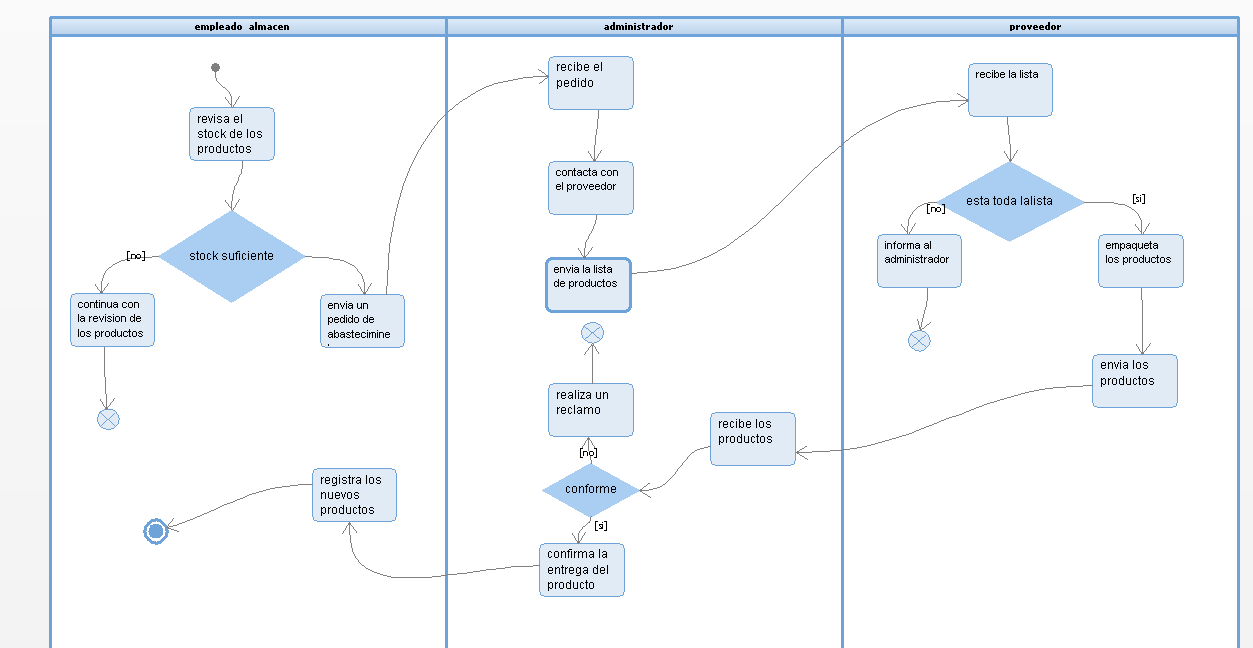 empleado almacen
administrador
proveedor
revisa el
stock de los
productos
stock suficiente
[no]
continua con
la revision de
los productos
envia un
pedido de
abastecimine
registra los
nuevos
productos
recibe el
pedido
contacta con
el proveedor
envia la lista
de productos
realiza un
reclamo
[no]
conforme
[si]
confirma la
entrega del
producto
recibe los
productos
recibe la lista
esta toda lalista
[no]
[si]
informa al
administrador
empaqueta
los productos
envia los
productos